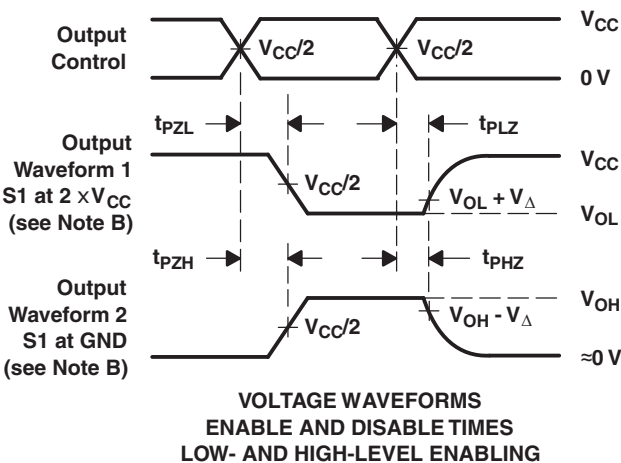 Output
Control
V_CC/2
V_CC/2
V_CC
0 V
t_PZL
t_PLZ
Output
Waveform 1
S1 at 2 x V_CC
(see Note B)
V_CC/2
V_OL + V_Δ
V_CC
V_OL
t_PZH
t_PHZ
Output
Waveform 2
S1 at GND
(see Note B)
V_CC/2
V_OH - V_Δ
V_OH
≈0 V
VOLTAGE WAVEFORMS
ENABLE AND DISABLE TIMES
LOW- AND HIGH-LEVEL ENABLING